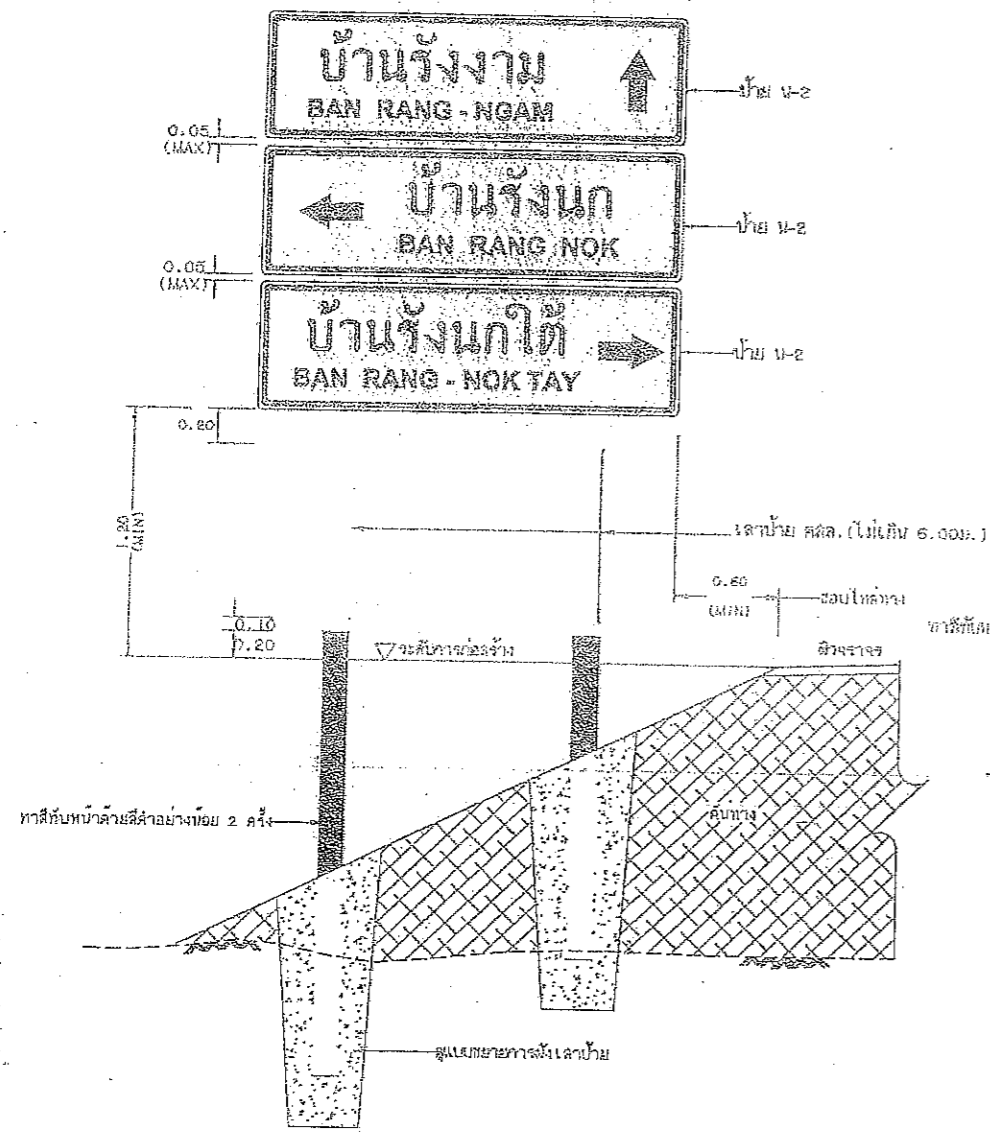 บ้านรังงาม
BAN RANG - NGAM
ป้าย น-2
0.05
(MAX)
บ้านรังนก
BAN RANG NOK
ป้าย น-2
0.05
(MAX)
บ้านรังนกใต้
BAN RANG - NOK TAY
ป้าย น-2
0.20
1.20
(MIN)
เสาป้าย คสล. (ไม่เกิน 6.00ม.)
0.60
(MIN)
ขอบไหล่ทาง
0.10
0.20
ระดับการก่อสร้าง
ผิวจราจร
ทาสีทับหน้าด้วยสีดำอย่างน้อย 2 ครั้ง
คันทาง
ดูแบบขยายการฝังเสาป้าย